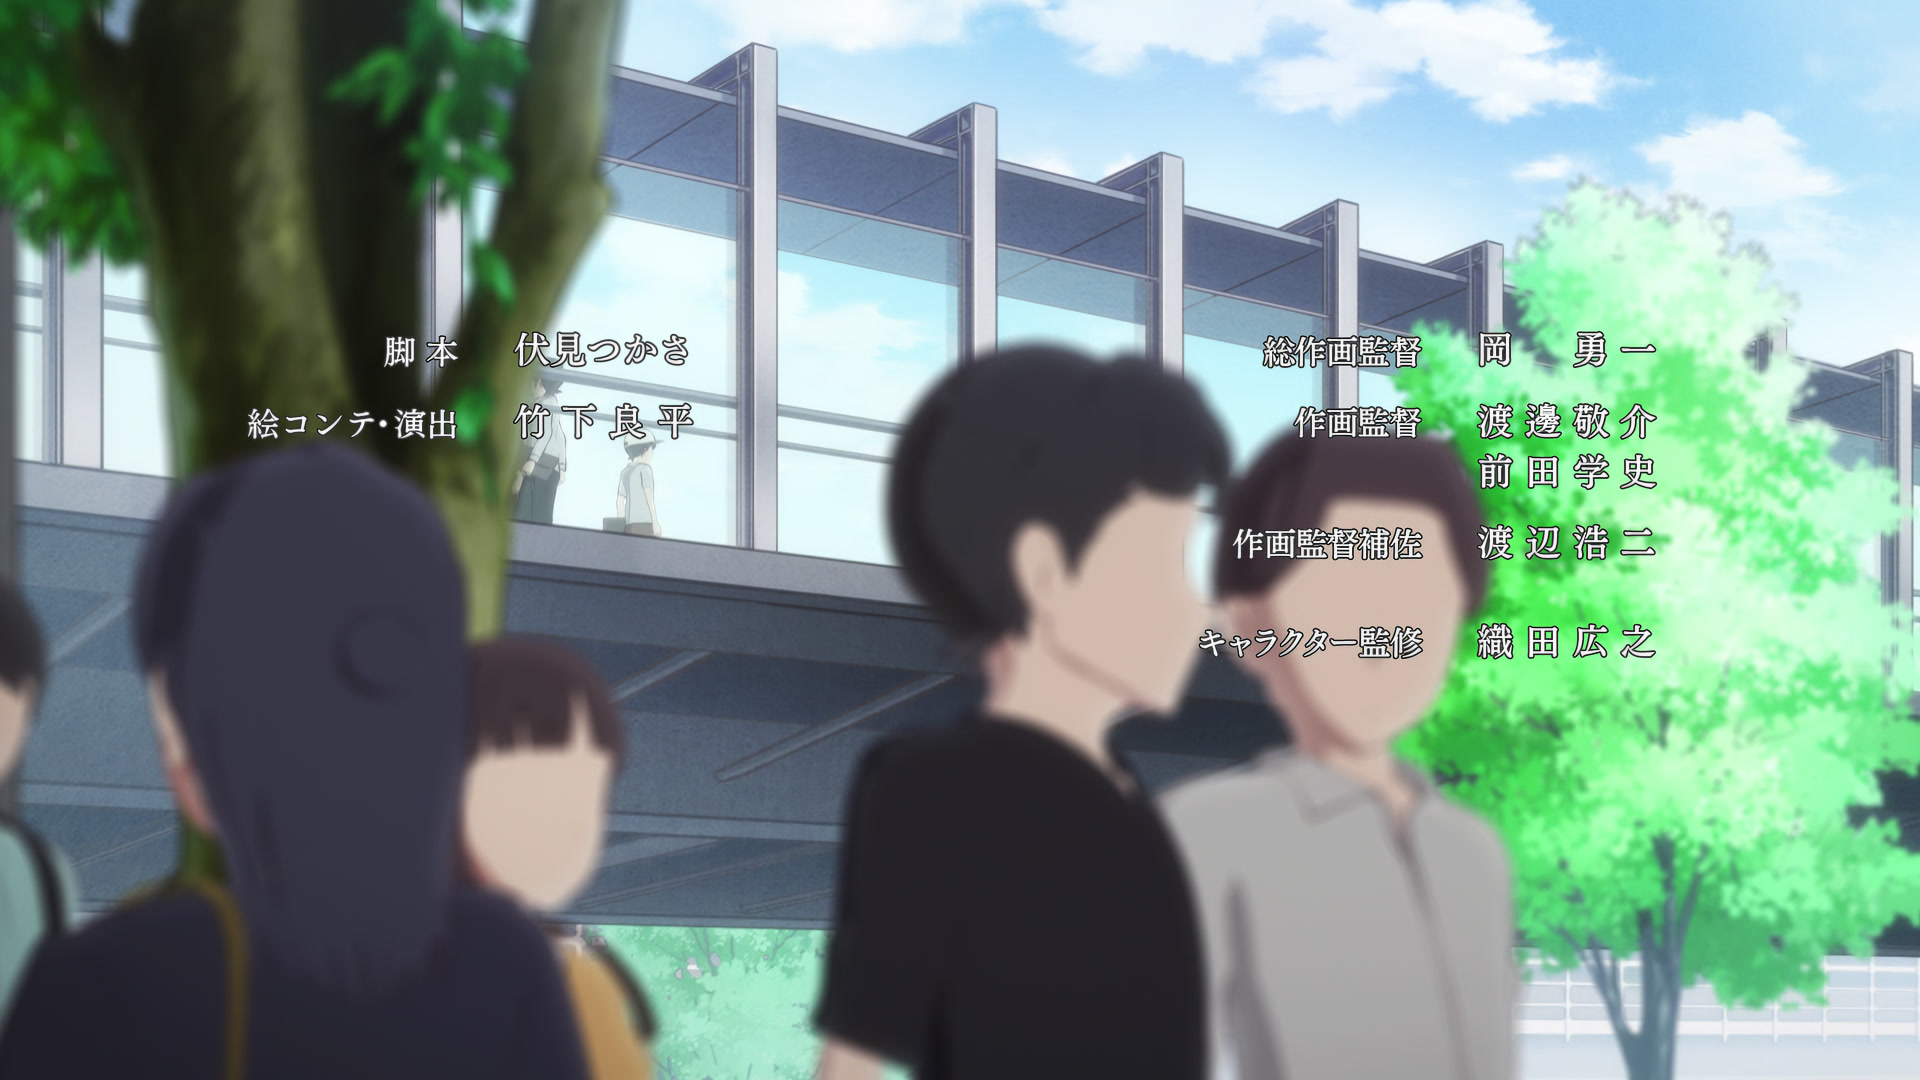 脚本 伏見つかさ
絵コンテ・演出 竹下良平
総作画監督 岡 勇一
作画監督 渡邊敬介
前田学史
作画監督補佐 渡辺浩二
キャラクター監修 織田広之